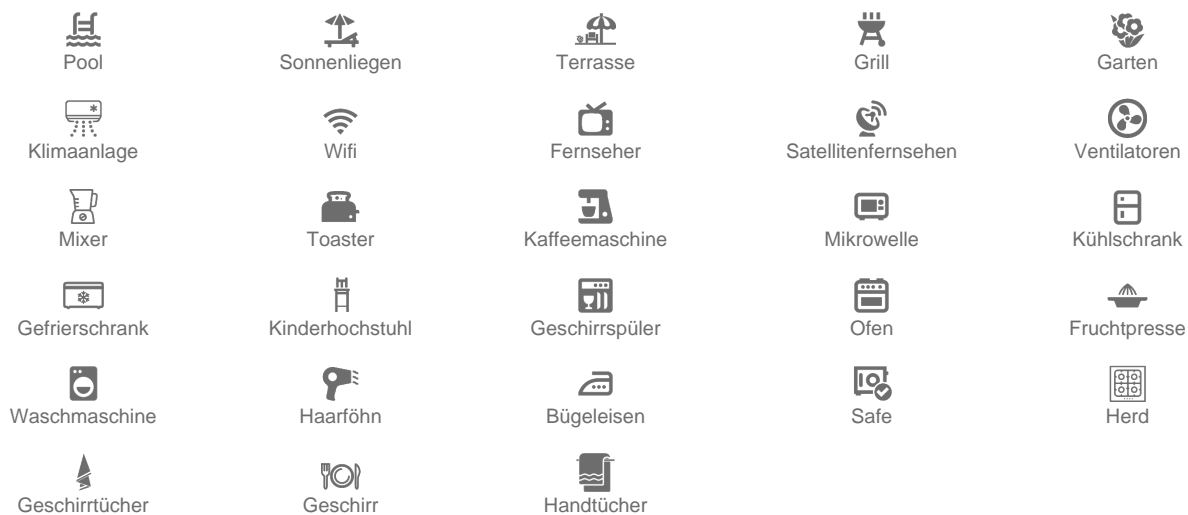 Pool
Sonnenliegen
Terrasse
Grill
Garten
Klimaanlage
Wifi
Fernseher
Satellitenfernsehen
Ventilatoren
Mixer
Toaster
Kaffeemaschine
Mikrowelle
Kühlschrank
Gefrierschrank
Kinderhochstuhl
Geschirrspüler
Ofen
Fruchtpresse
Waschmaschine
Haarföhn
Bügeleisen
Safe
Herd
Geschirrtücher
Geschirr
Handtücher